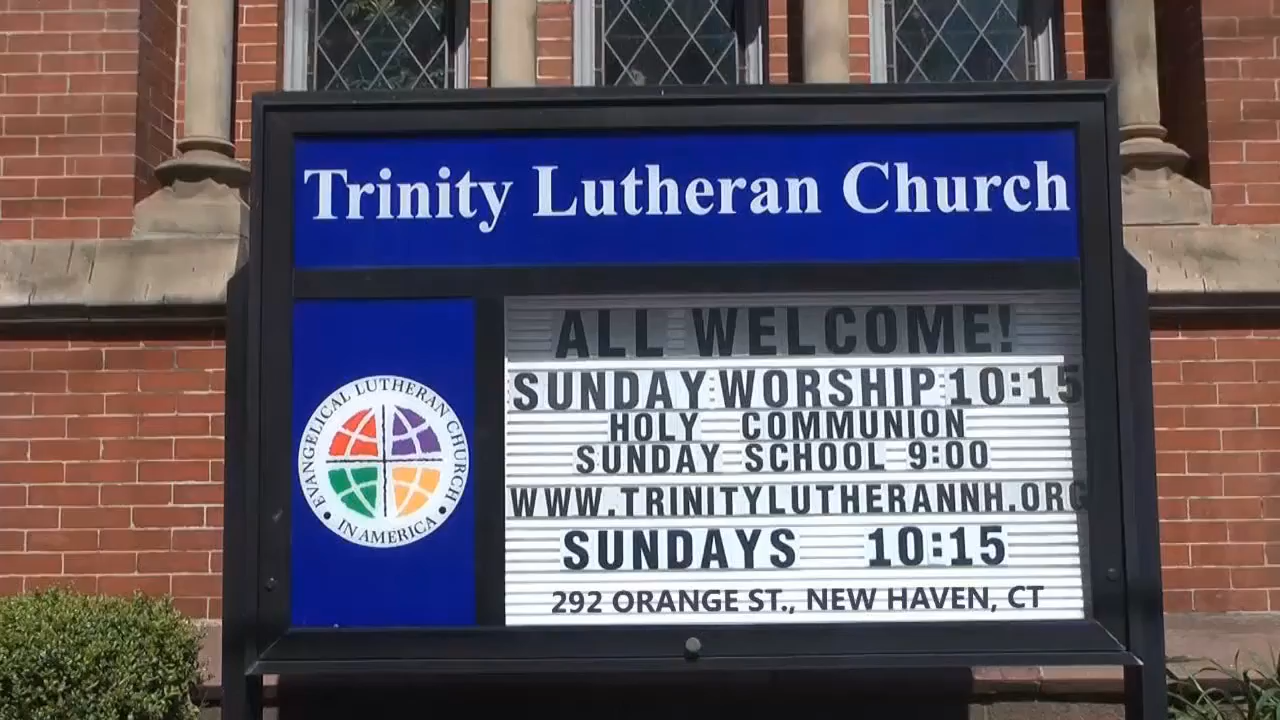 Trinity Lutheran Church
EVANGELICAL LUTHERAN CHURCH
• IN AMERICA •
ALL WELCOME!
SUNDAY WORSHIP 10:15
HOLY COMMUNION
SUNDAY SCHOOL 9:00
WWW.TRINITYLUTHERANNH.ORG
SUNDAYS 10:15
292 ORANGE ST., NEW HAVEN, CT